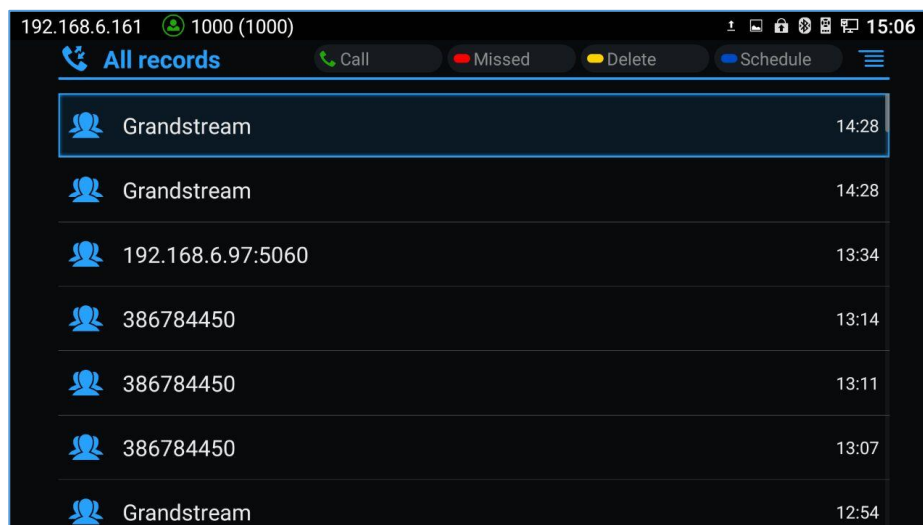 192.168.6.161 1000 (1000) 15:06
All records Call Missed Delete Schedule
Grandstream 14:28
Grandstream 14:28
192.168.6.97:5060 13:34
386784450 13:14
386784450 13:11
386784450 13:07
Grandstream 12:54